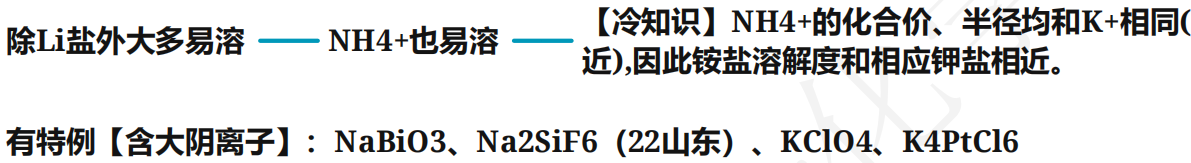 除Li盐外大多易溶 NH4+也易溶 【冷知识】NH4+的化合价、半径均和K+相同(
近),因此铵盐溶解度和相应钾盐相近。
有特例【含大阴离子】：NaBiO3、Na2SiF6（22山东）、KClO4、K4PtCl6